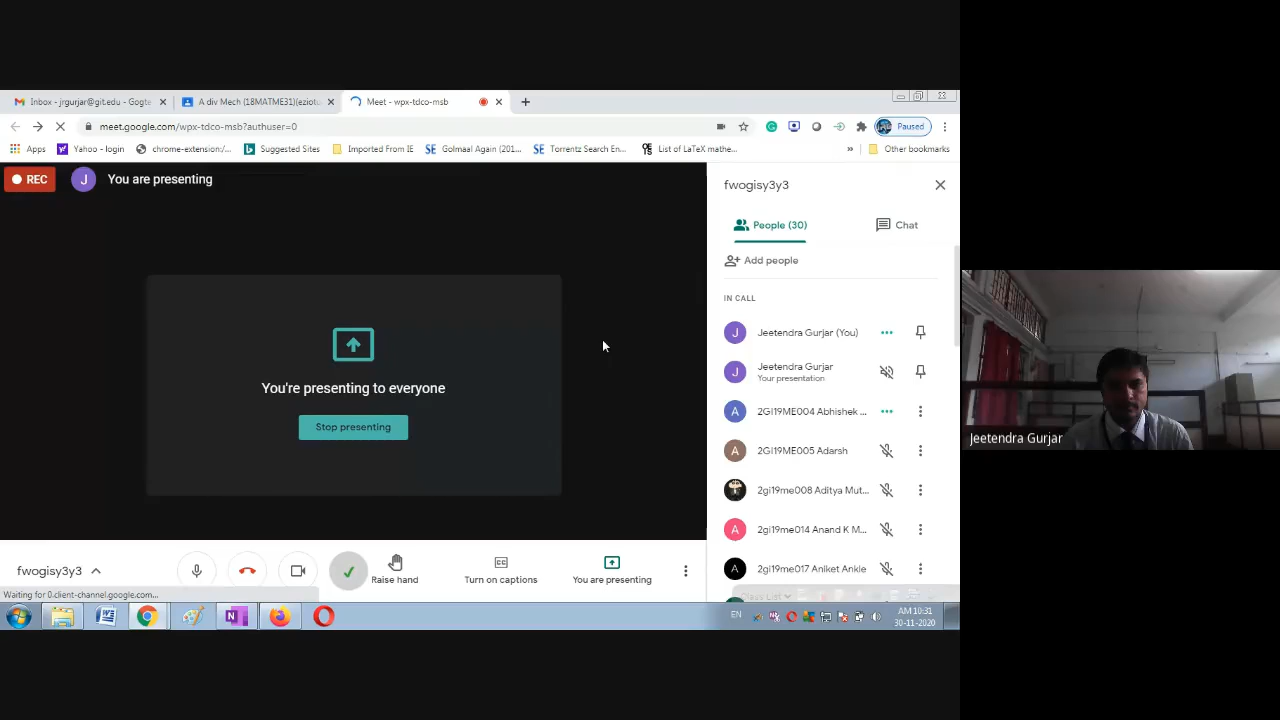 Inbox - jrgurjar@git.edu - Gogte
A div Mech (18MATME31)(eziotu
Meet - wpx-tdco-msb
meet.google.com/wpx-tdco-msb?authuser=0
Paused
Apps
Yahoo - login
chrome-extension:/...
Suggested Sites
Imported From IE
Golmaal Again (201...
Torrentz Search En...
List of LaTeX mathe...
»
Other bookmarks
REC
J
You are presenting
fwogisy3y3
People (30)
Chat
Add people
IN CALL
J
Jeetendra Gurjar (You)
J
Jeetendra Gurjar
Your presentation
A
2GI19ME004 Abhishek ...
A
2GI19ME005 Adarsh
2gi19me008 Aditya Mut...
A
2gi19me014 Anand K M...
A
2gi19me017 Aniket Ankle
You're presenting to everyone
Stop presenting
Jeetendra Gurjar
fwogisy3y3
Raise hand
Turn on captions
You are presenting
Waiting for 0.client-channel.google.com...
Class List
EN
AM 10:31
30-11-2020